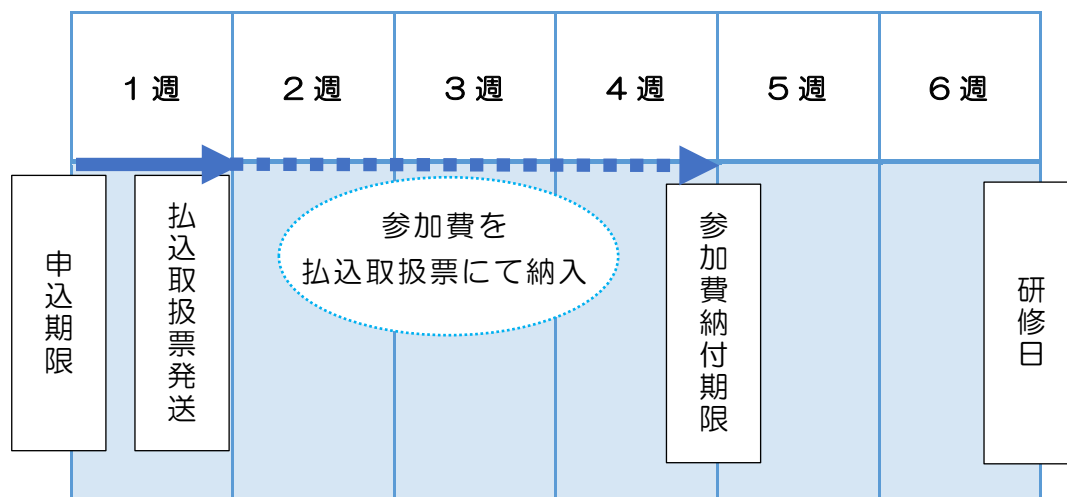 1週
2週
3週
4週
5週
6週
申込期限
払込取扱票発送
参加費を
払込取扱票にて納入
参加費納付期限
研修日